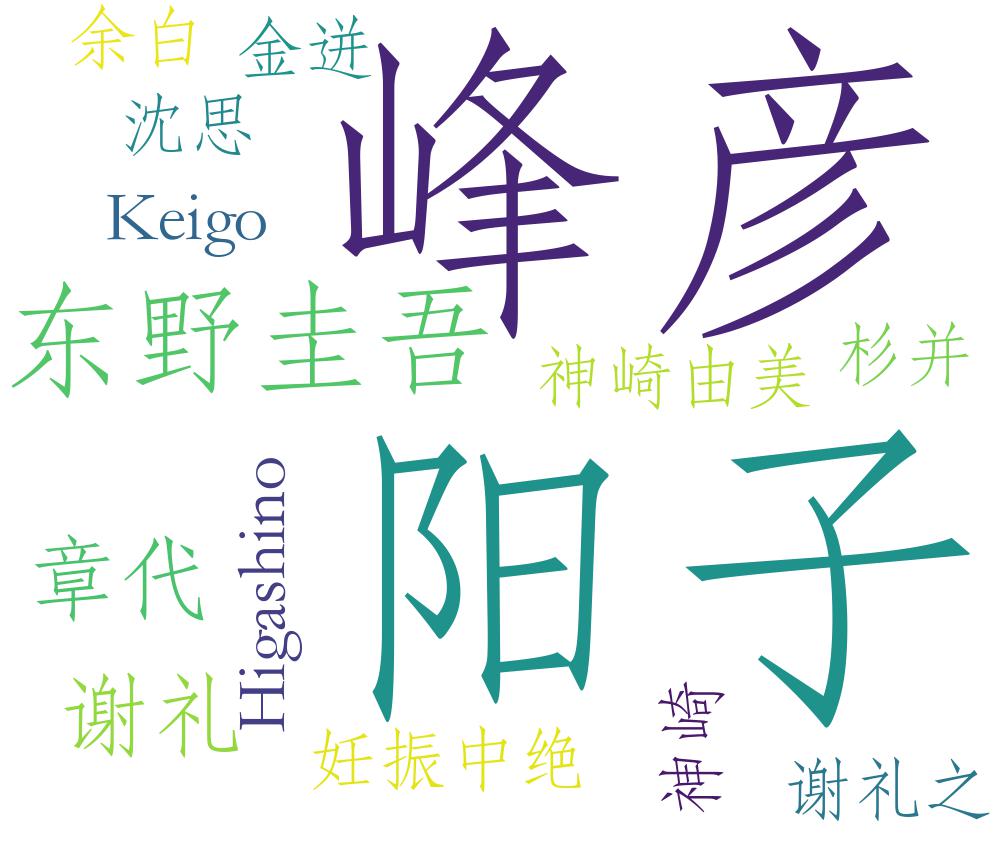 余白
金迸
峰彦
沈思
Keigo
东野圭吾
神崎由美
杉并
阳子
Higashino
章代
谢礼
妊振中绝
神崎
谢礼之